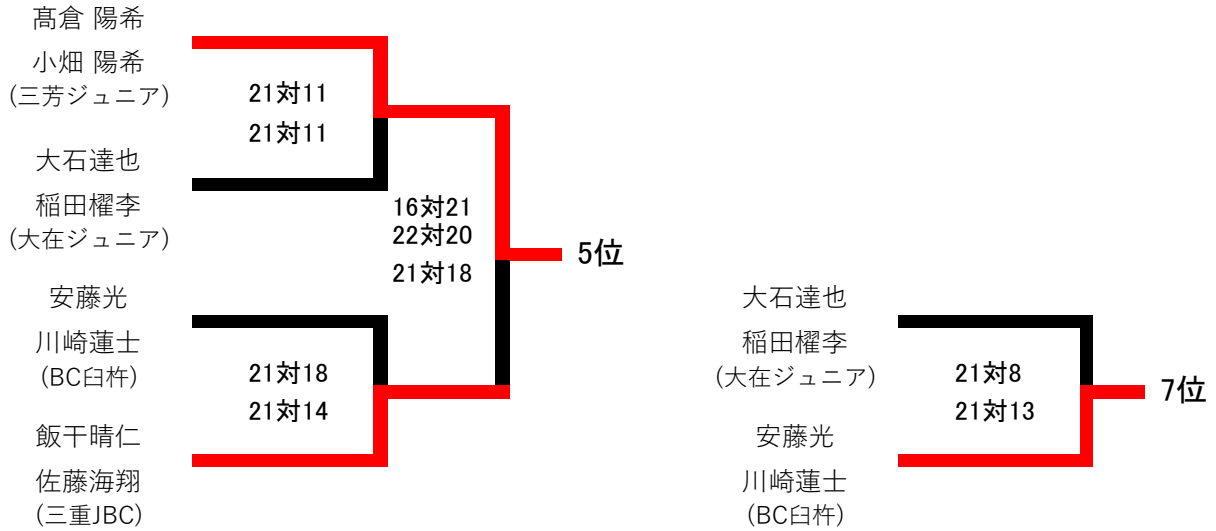 髙倉 陽希
小畑 陽希
(三芳ジュニア)
21対11
21対11
大石達也
稲田櫂李
(大在ジュニア)
16対21
22対20
21対18
5位
安藤光
川崎蓮士
(BC臼杵)
21対18
21対14
飯干晴仁
佐藤海翔
(三重JBC)
大石達也
稲田櫂李
(大在ジュニア)
21対8
21対13
7位
安藤光
川崎蓮士
(BC臼杵)